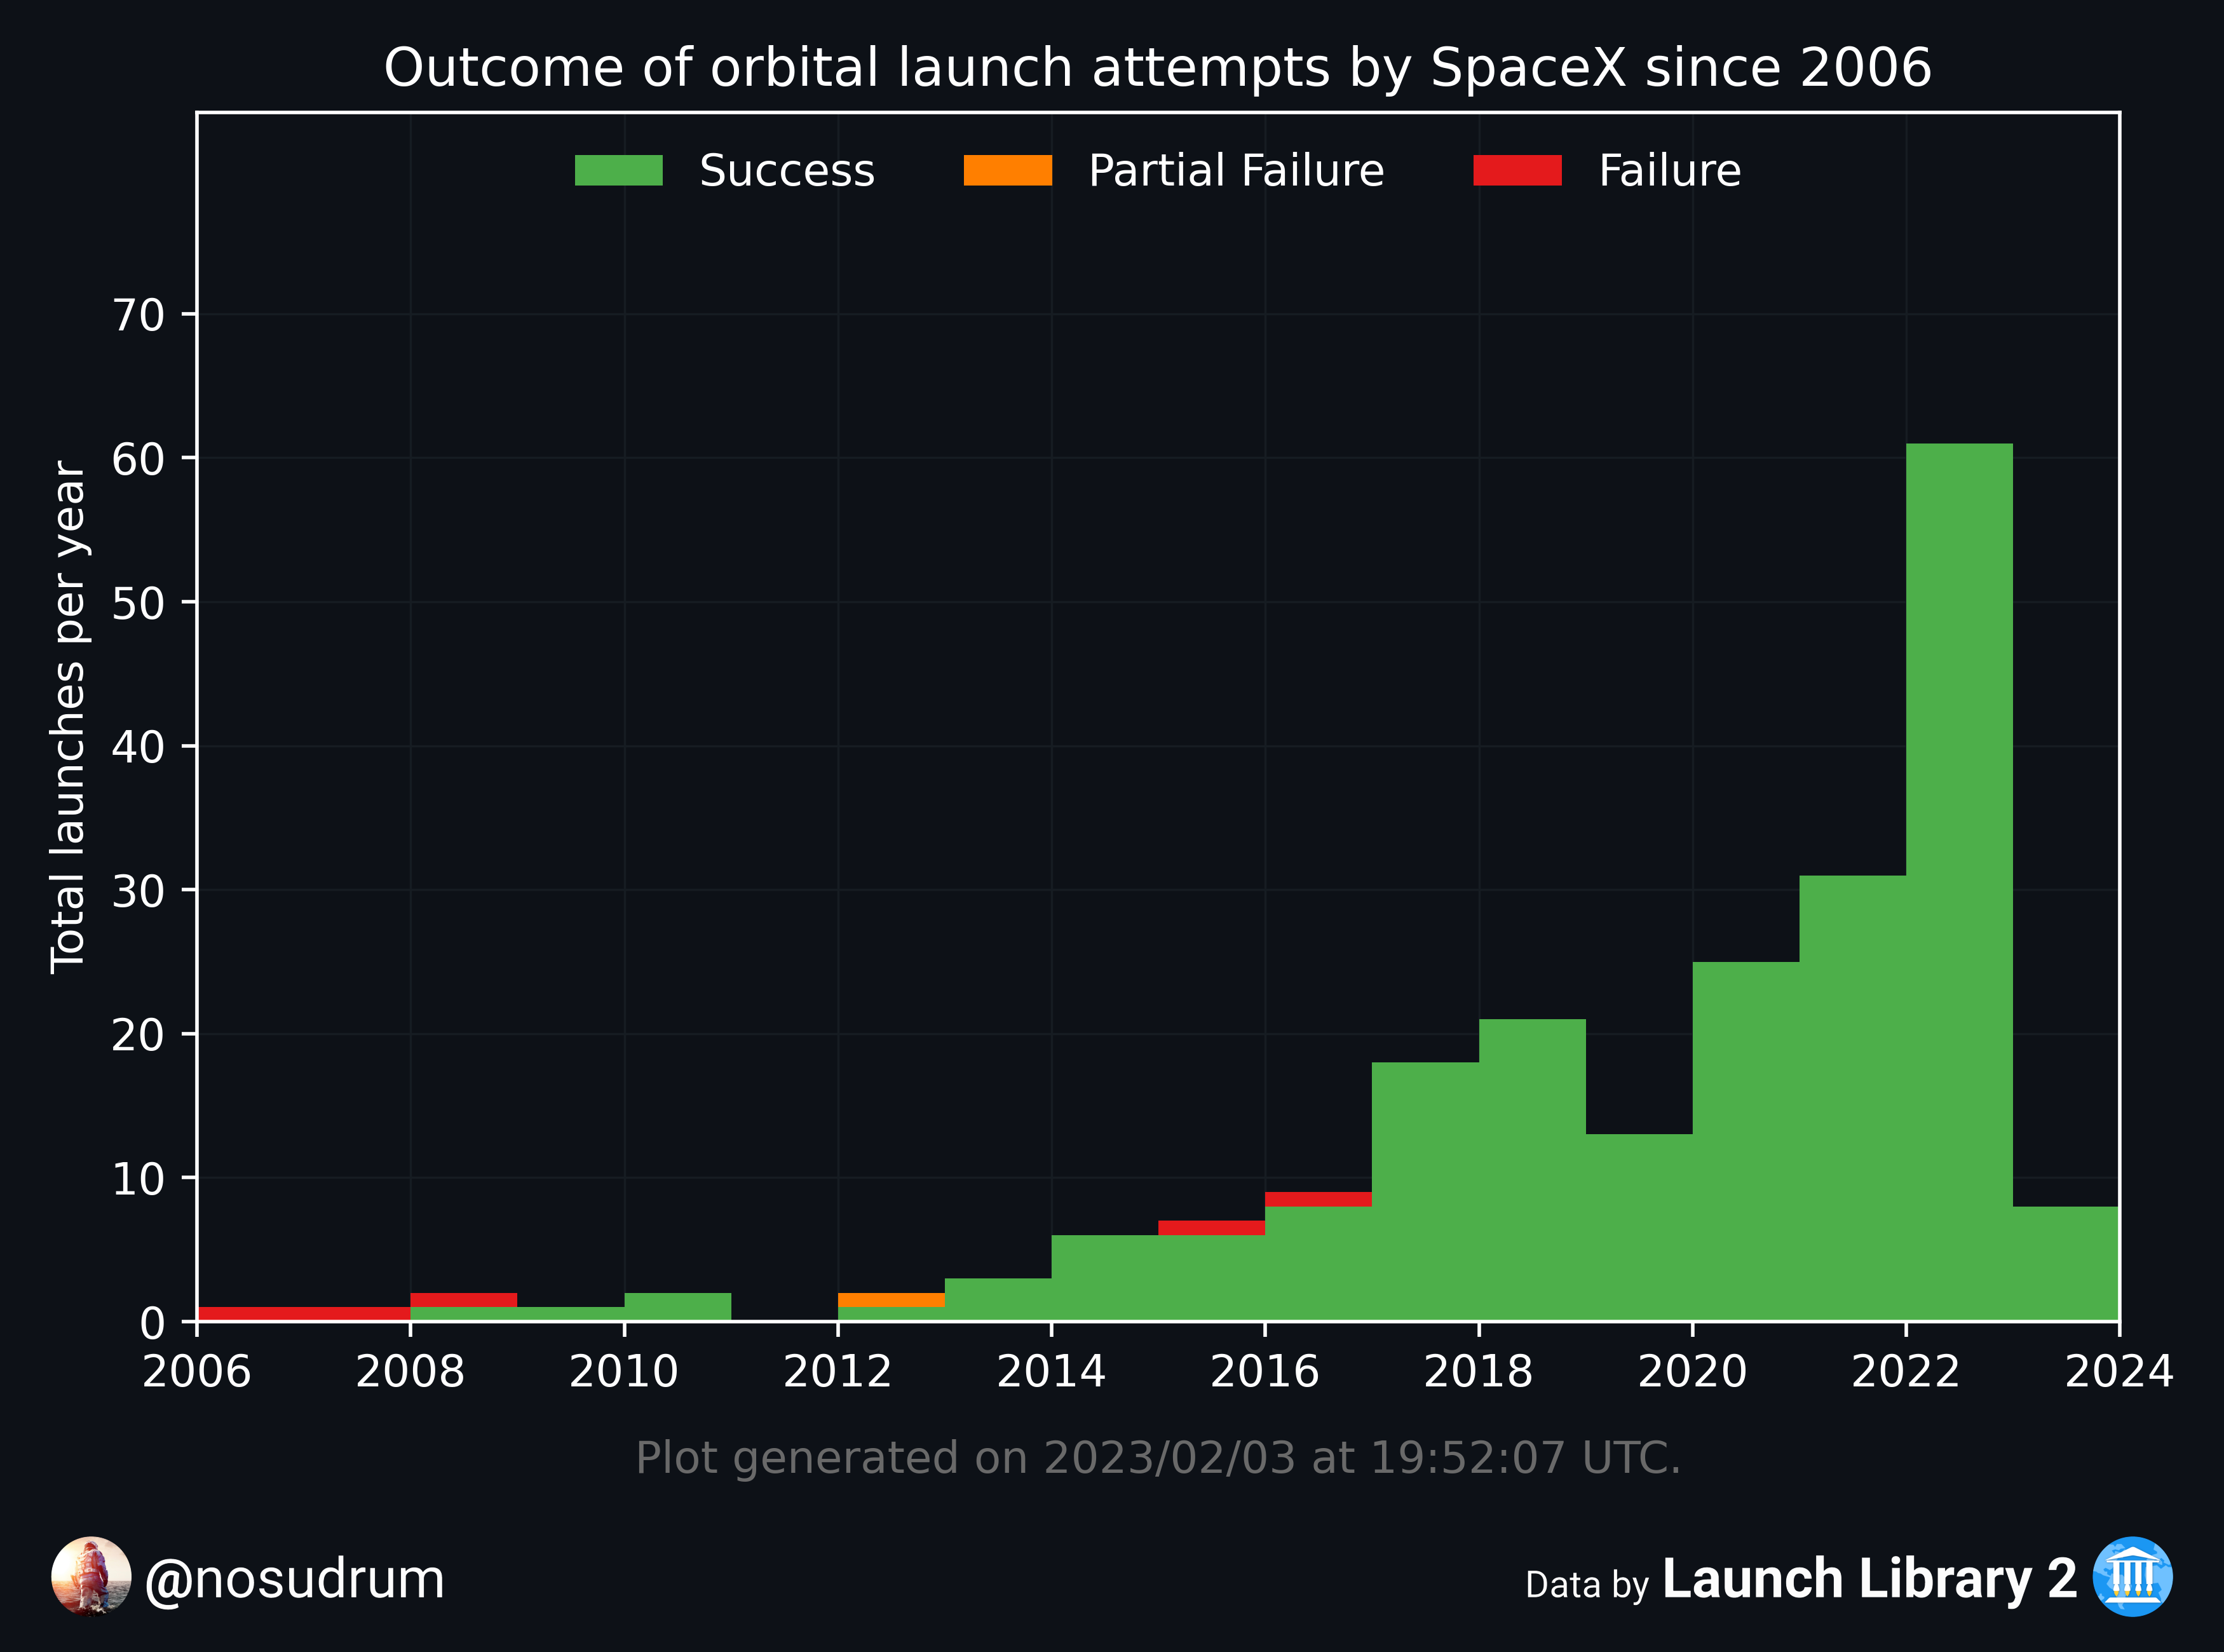 Outcome of orbital launch attempts by SpaceX since 2006
Success Partial Failure Failure
Total launches per year
70
60
50
40
30
20
10
0
2006 2008 2010 2012 2014 2016 2018 2020 2022 2024
Plot generated on 2023/02/03 at 19:52:07 UTC.
@nosudrum
Data by Launch Library 2